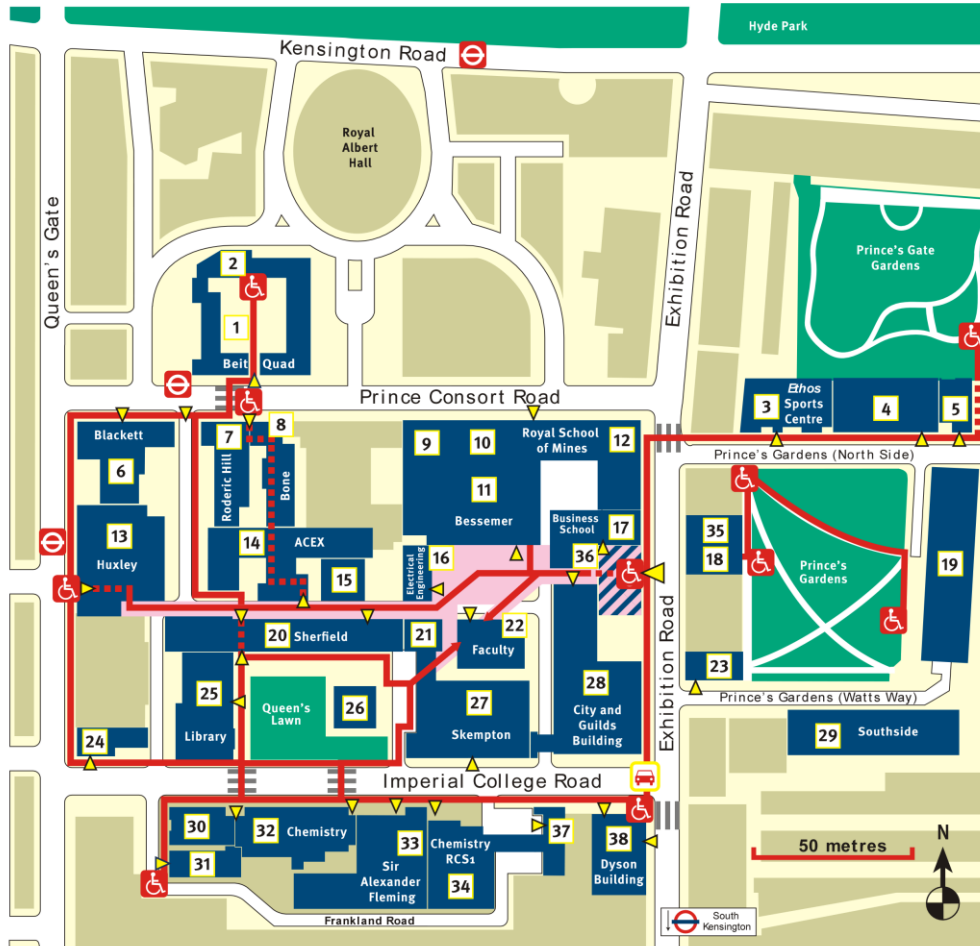 Hyde Park
Kensington Road
Royal
Albert
Hall
Queen's Gate
Exhibition Road
Prince's Gate
Gardens
2
1
Beit Quad
Prince Consort Road
Exhibition Road
Ethos
Sports
Centre
3
4
5
Prince's Gardens (North Side)
Blackett
6
7
8
Roderic Hill
Bone
9
10
Royal School
of Mines
12
11
Bessemer
Business
School
17
13
Huxley
14
ACEX
15
16
Electrical
Engineering
36
35
18
Prince's
Gardens
19
20
Sherfield
21
22
Faculty
23
Prince's Gardens (Watts Way)
25
Library
Queen's
Lawn
26
27
Skempton
28
City and
Guilds
Building
Exhibition Road
24
29
Southside
Imperial College Road
30
31
32
Chemistry
33
Sir
Alexander
Fleming
Chemistry
RCS1
34
37
38
Dyson
Building
Frankland Road
50 metres
N
South
Kensington